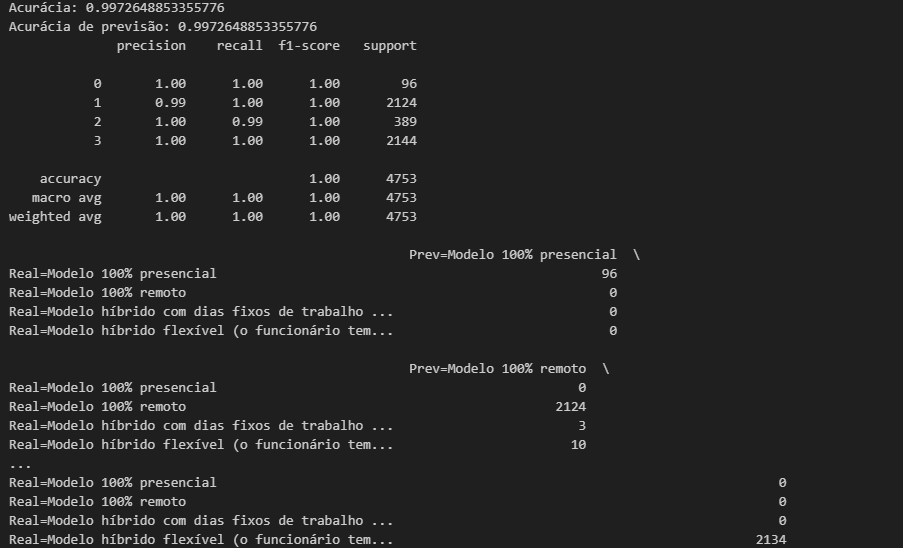 Acurácia: 0.9972648853355776
Acurácia de previsão: 0.9972648853355776
precision recall f1-score support
0 1.00 1.00 1.00 96
1 0.99 1.00 1.00 2124
2 1.00 0.99 1.00 389
3 1.00 1.00 1.00 2144
accuracy 1.00 4753
macro avg 1.00 1.00 1.00 4753
weighted avg 1.00 1.00 1.00 4753
Prev=Modelo 100% presencial \
Real=Modelo 100% presencial 96
Real=Modelo 100% remoto 0
Real=Modelo híbrido com dias fixos de trabalho ... 0
Real=Modelo híbrido flexível (o funcionário tem... 0
Prev=Modelo 100% remoto \
Real=Modelo 100% presencial 0
Real=Modelo 100% remoto 2124
Real=Modelo híbrido com dias fixos de trabalho ... 3
Real=Modelo híbrido flexível (o funcionário tem... 10
...
Real=Modelo 100% presencial 0
Real=Modelo 100% remoto 0
Real=Modelo híbrido com dias fixos de trabalho ... 0
Real=Modelo híbrido flexível (o funcionário tem... 2134